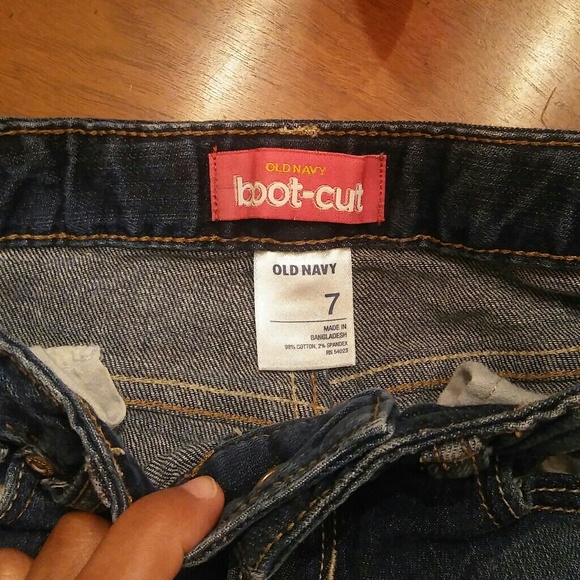 OLD NAVY
boot-cut
OLD NAVY
7
MADE IN
BANGLADESH
98% COTTON, 2% SPANDEX
RN 54023